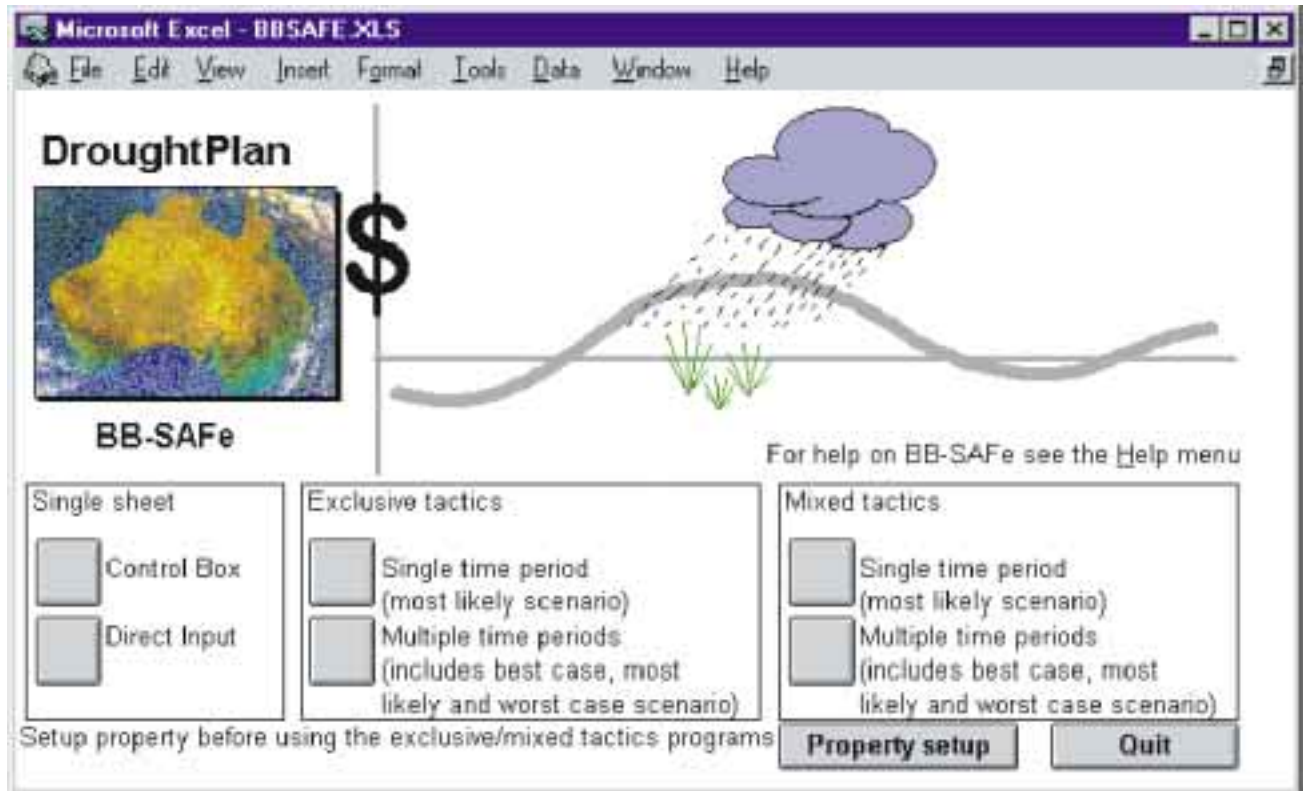 Microsoft Excel - BBSAFE.XLS
File Edit View Insert Format Tools Data Window Help
DroughtPlan
$
BB-SAFe
For help on BB-SAFe see the Help menu
Single sheet
Control Box
Direct Input
Exclusive tactics
Single time period
(most likely scenario)
Multiple time periods
(includes best case, most
likely and worst case scenario)
Mixed tactics
Single time period
(most likely scenario)
Multiple time periods
(includes best case, most
likely and worst case scenario)
Setup property before using the exclusive/mixed tactics programs
Property setup
Quit